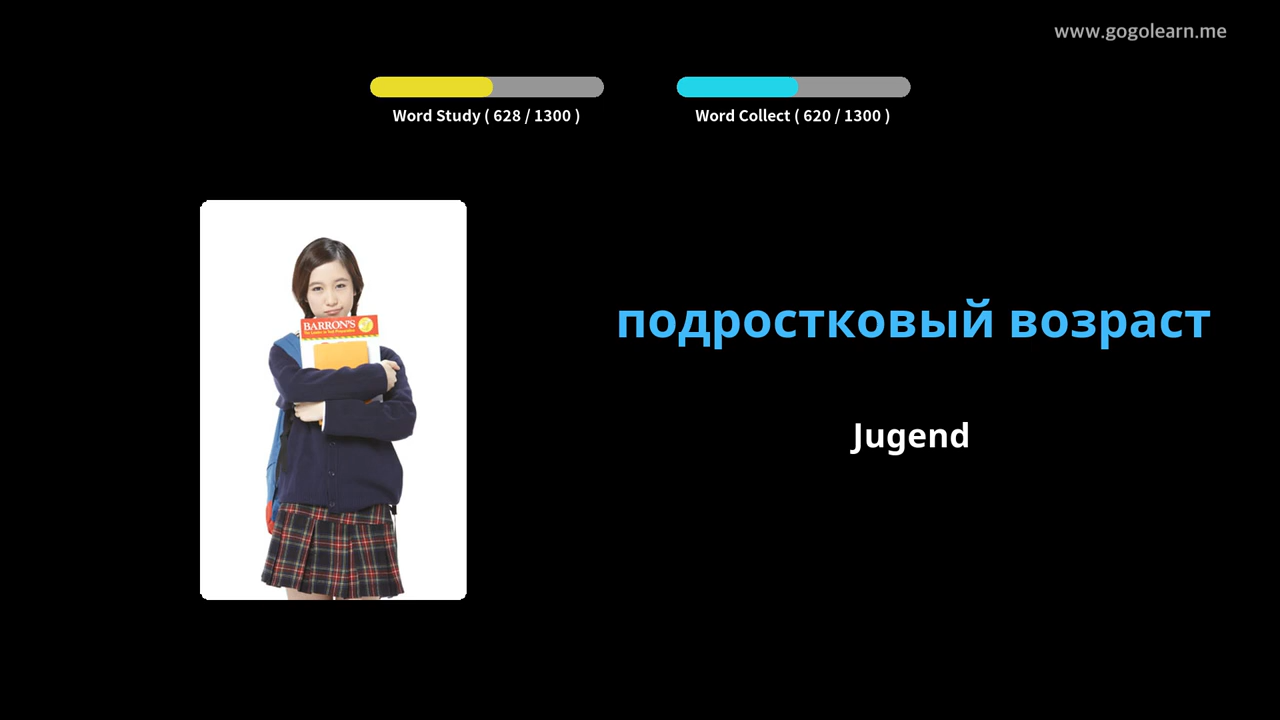 www.gogolearn.me
Word Study ( 628 / 1300 )
Word Collect ( 620 / 1300 )
BARRON'S
подростковый возраст
Jugend